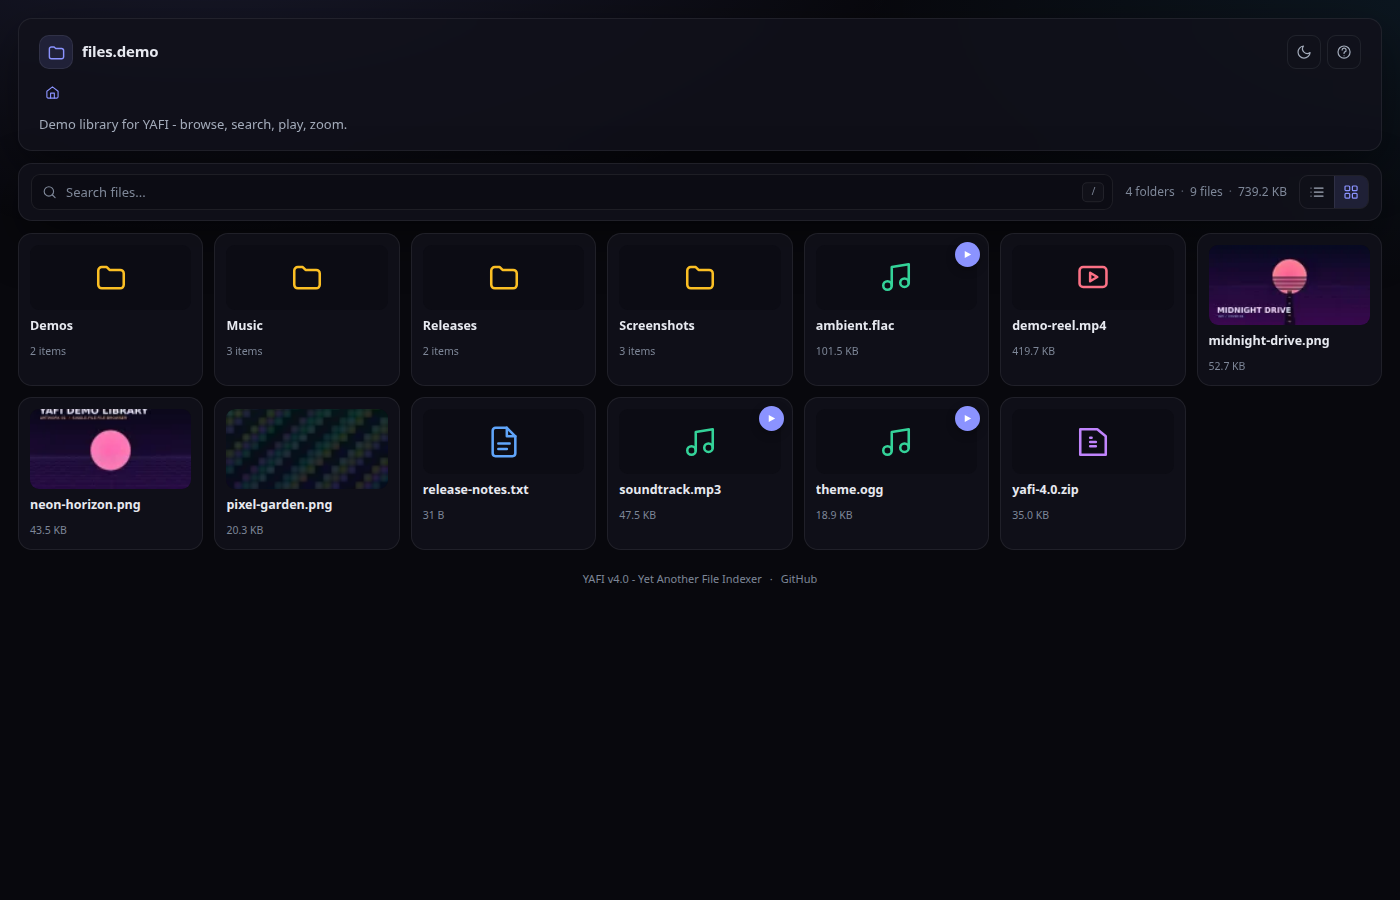 files.demo
Demo library for YAFI - browse, search, play, zoom.
Search files...
/
4 folders · 9 files · 739.2 KB
Demos
2 items
Music
3 items
Releases
2 items
Screenshots
3 items
ambient.flac
101.5 KB
demo-reel.mp4
419.7 KB
MIDNIGHT DRIVE
midnight-drive.png
52.7 KB
YAFI DEMO LIBRARY
neon-horizon.png
43.5 KB
pixel-garden.png
20.3 KB
release-notes.txt
31 B
soundtrack.mp3
47.5 KB
theme.ogg
18.9 KB
yafi-4.0.zip
35.0 KB
YAFI v4.0 - Yet Another File Indexer · GitHub